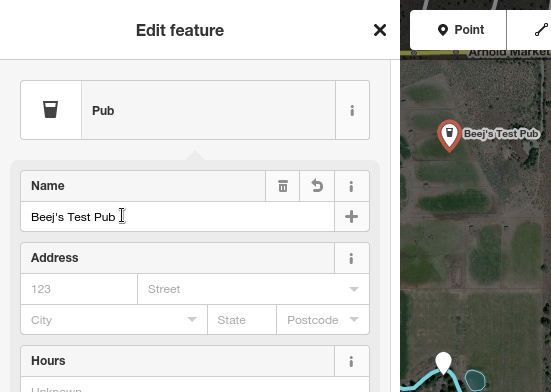 Edit feature
Point
Arnold Market
Pub
Beej's Test Pub
Name
Beej's Test Pub
Address
123
Street
City
State
Postcode
Hours
Unknown